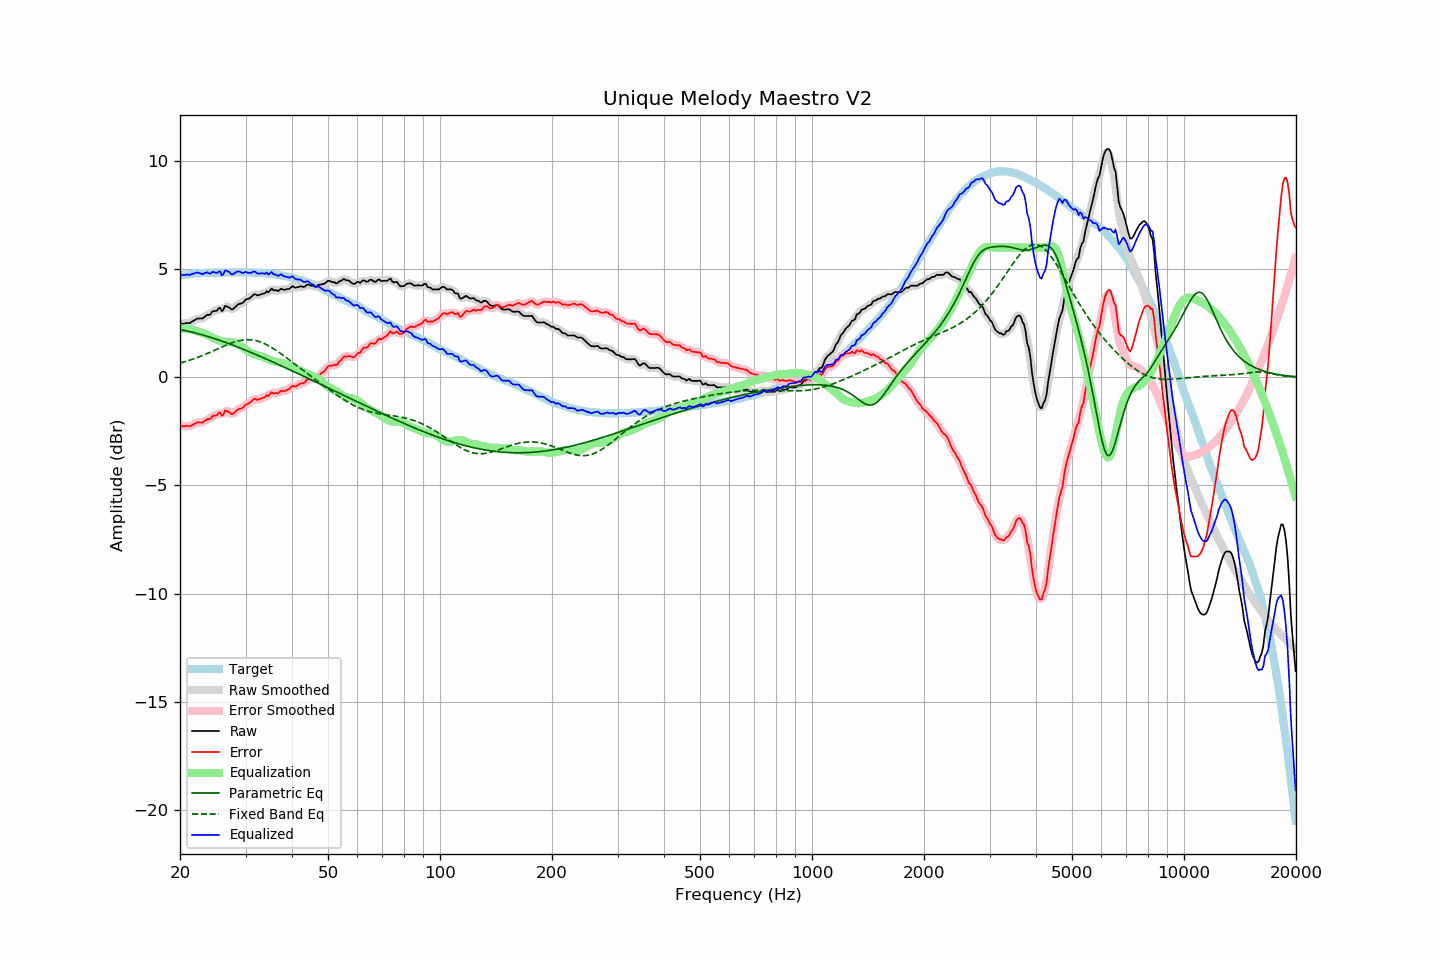 Unique Melody Maestro V2
Amplitude (dBr)
10
5
0
−5
−10
−15
−20
Target
Raw Smoothed
Error Smoothed
Raw
Error
Equalization
Parametric Eq
Fixed Band Eq
Equalized
20 50 100 200 500 1000 2000 5000 10000 20000
Frequency (Hz)